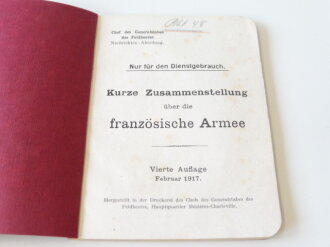 Chef des Generalstabes
des Feldheeres
Nachrichten-Abteilung.
Nur für den Dienstgebrauch.
Kurze Zusammenstellung
über die
französische Armee
Vierte Auflage
Februar 1917.
Hergestellt in der Druckerei des Chefs des Generalstabes des
Feldheeres, Hauptquartier Mézières-Charleville.